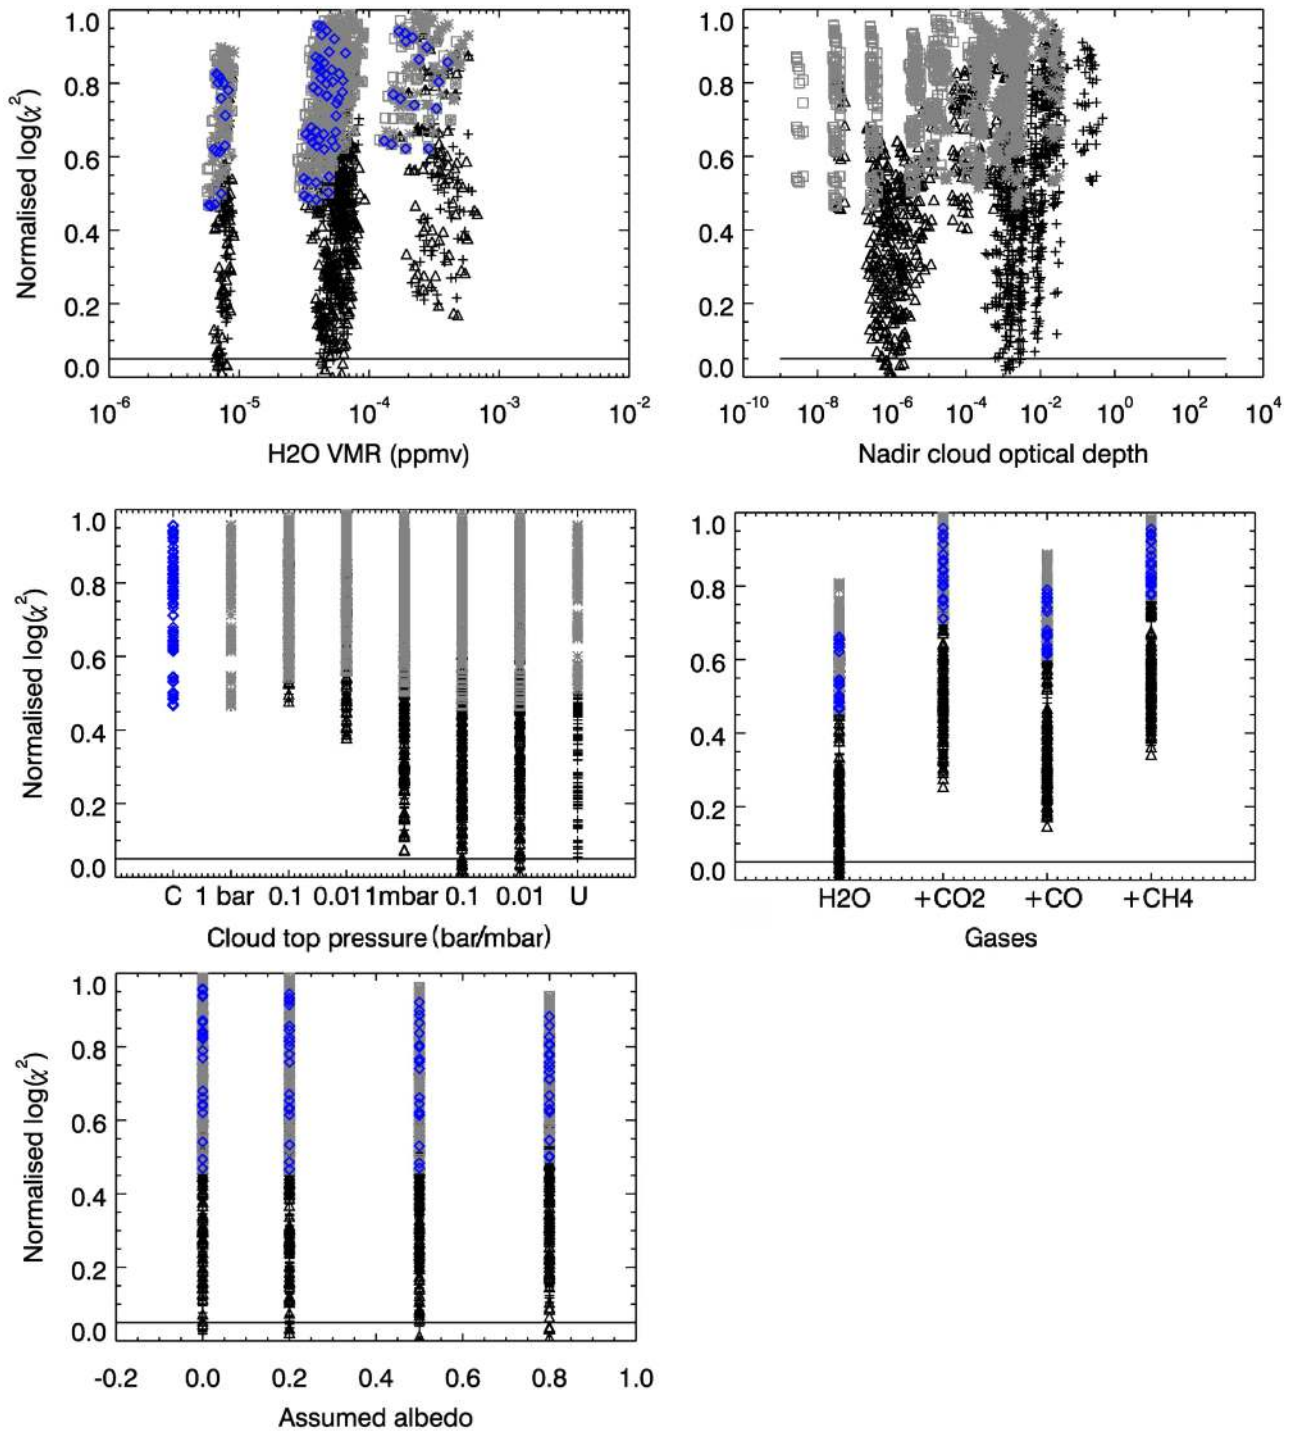 1.0
0.8
0.6
0.4
0.2
0.0
Normalised log(χ²)
10⁻⁶ 10⁻⁵ 10⁻⁴ 10⁻³ 10⁻²
H2O VMR (ppmv)
1.0
0.8
0.6
0.4
0.2
0.0
Normalised log(χ²)
10⁻¹⁰ 10⁻⁸ 10⁻⁶ 10⁻⁴ 10⁻² 10⁰ 10² 10⁴
Nadir cloud optical depth
1.0
0.8
0.6
0.4
0.2
0.0
Normalised log(χ²)
C 1 bar 0.1 0.01 1mbar 0.1 0.01 U
Cloud top pressure (bar/mbar)
1.0
0.8
0.6
0.4
0.2
0.0
Normalised log(χ²)
H2O +CO2 +CO +CH4
Gases
1.0
0.8
0.6
0.4
0.2
0.0
Normalised log(χ²)
-0.2 0.0 0.2 0.4 0.6 0.8 1.0
Assumed albedo